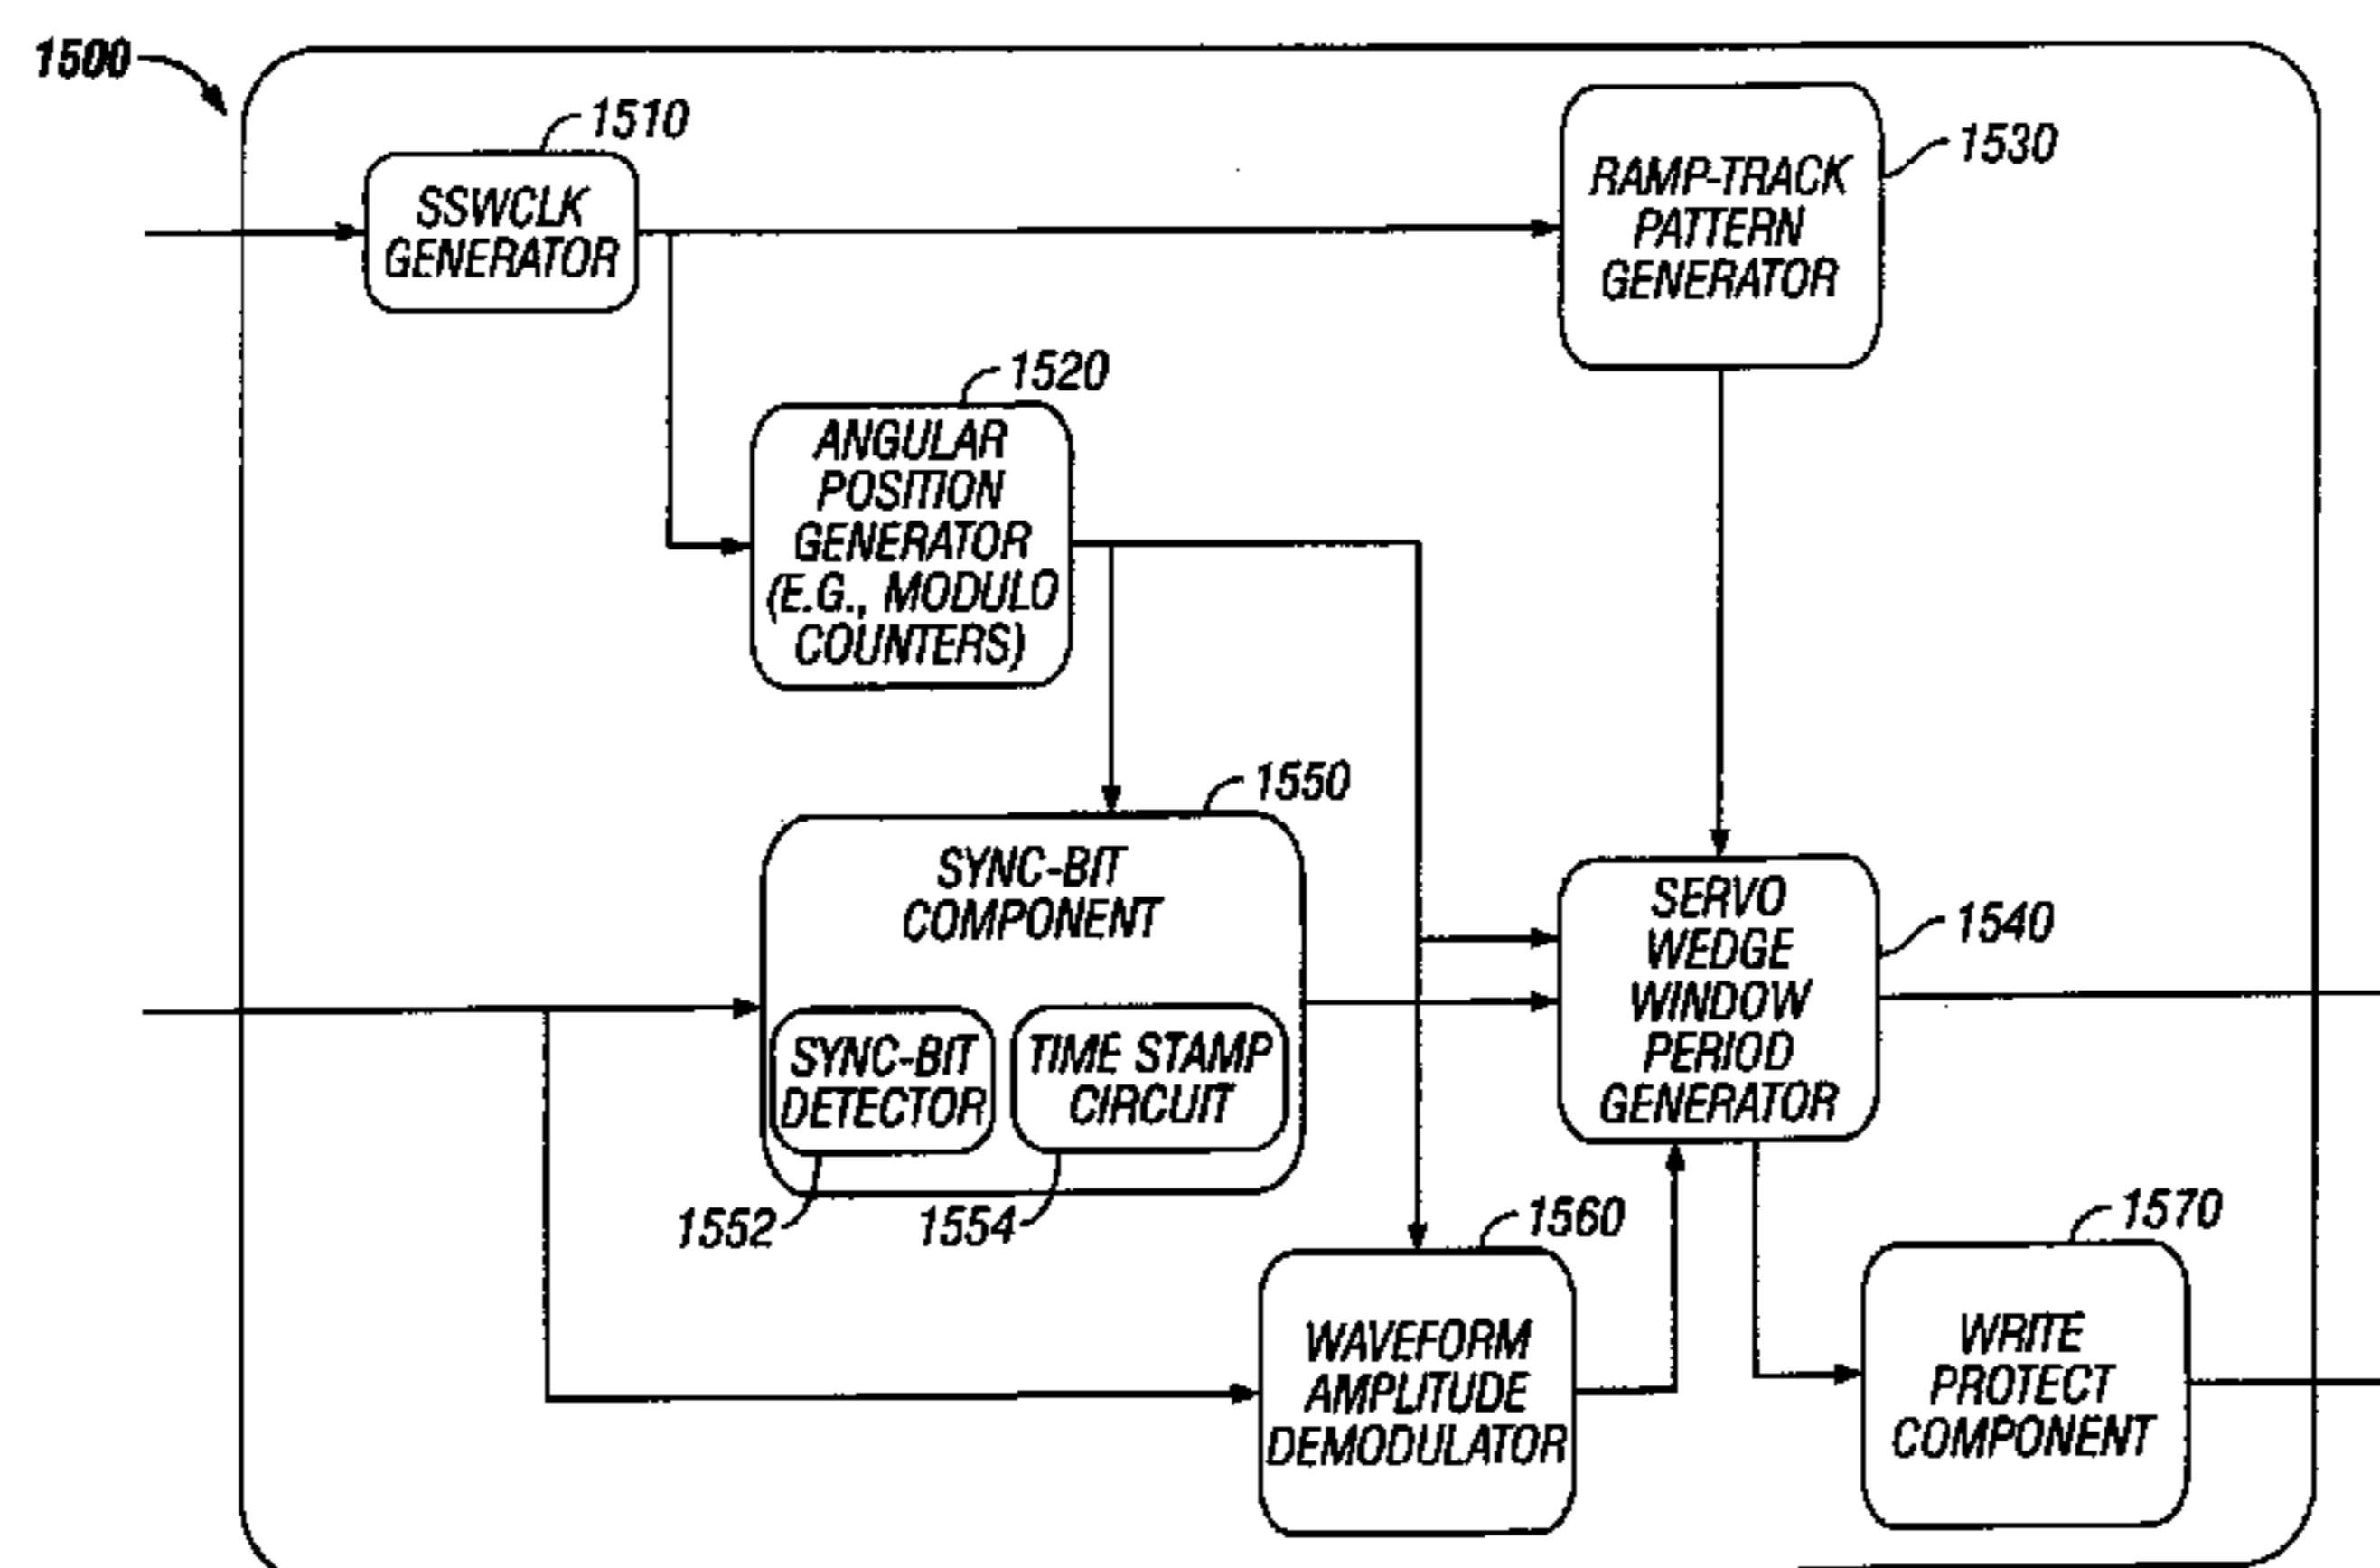 1500
1510
SSWCLK
GENERATOR
1530
RAMP-TRACK
PATTERN
GENERATOR
1520
ANGULAR
POSITION
GENERATOR
(E.G., MODULO
COUNTERS)
1550
SYNC-BIT
COMPONENT
SYNC-BIT
DETECTOR
TIME STAMP
CIRCUIT
1552
1554
1540
SERVO
WEDGE
WINDOW
PERIOD
GENERATOR
1560
WAVEFORM
AMPLITUDE
DEMODULATOR
1570
WRITE
PROTECT
COMPONENT